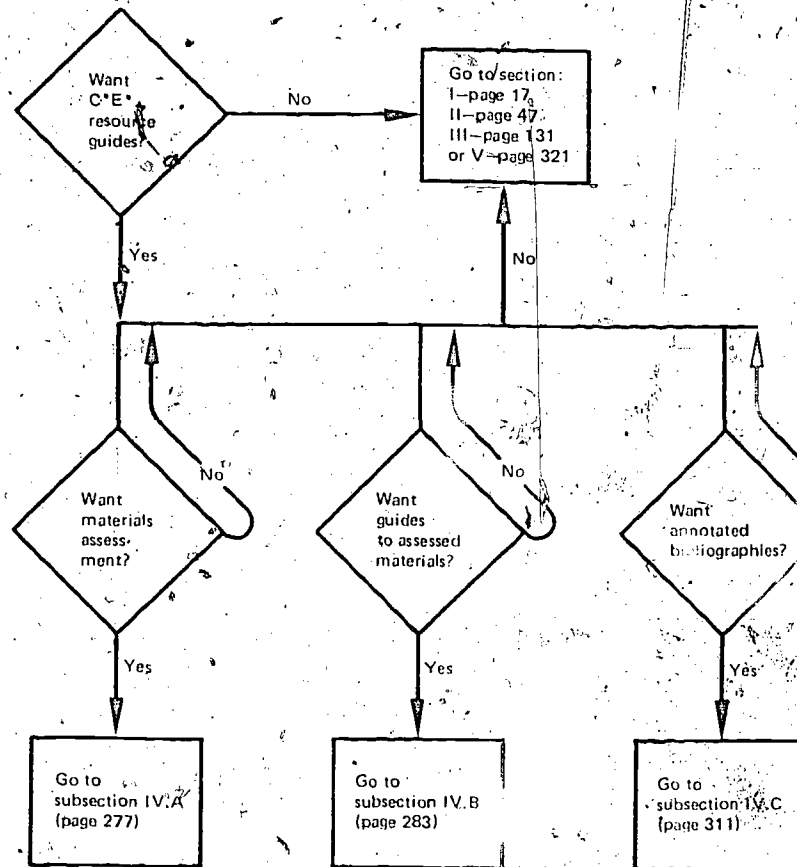 Want
C*E*
resource
guides?
No
Go to section:
I—page 17
II—page 47
III—page 131
or V—page 321
Yes
No
No
No
Want
materials
assess-
ment?
Want
guides
to assessed
materials?
Want
annotated
bibliographies?
Yes
Yes
Yes
Go to
subsection IV.A
(page 277)
Go to
subsection IV.B
(page 283)
Go to
subsection IV.C
(page 311)